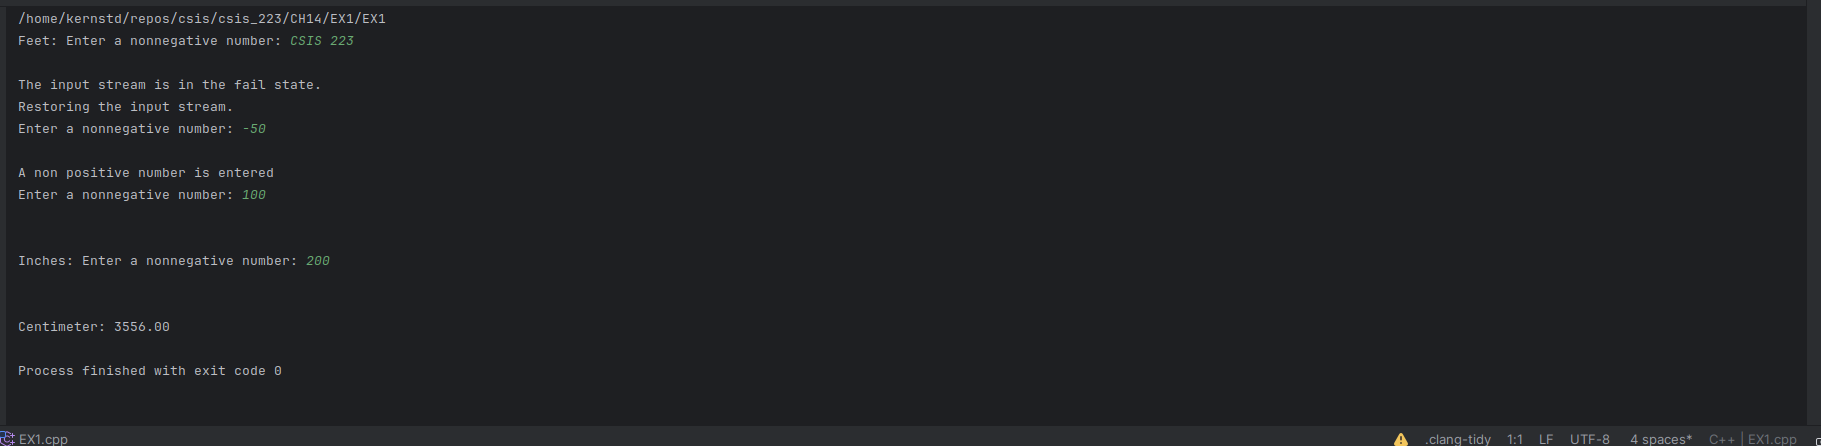 /home/kernstd/repos/csis/csis_223/CH14/EX1/EX1
Feet: Enter a nonnegative number: CSIS 223
The input stream is in the fail state.
Restoring the input stream.
Enter a nonnegative number: -50
A non positive number is entered
Enter a nonnegative number: 100
Inches: Enter a nonnegative number: 200
Centimeter: 3556.00
Process finished with exit code 0
EX1.cpp .clang-tidy 1:1 LF UTF-8 4 spaces* C++ | EX1.cpp